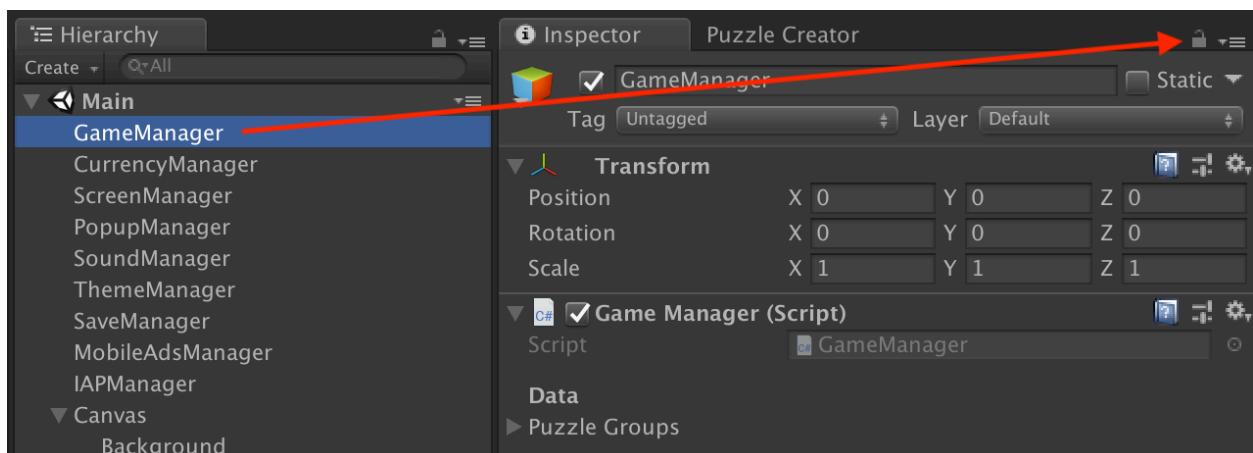 Hierarchy
Create
All
Main
GameManager
CurrencyManager
ScreenManager
PopupManager
SoundManager
ThemeManager
SaveManager
MobileAdsManager
IAPManager
Canvas
Background
Inspector Puzzle Creator
GameManager Static
Tag Untagged Layer Default
Transform
Position X 0 Y 0 Z 0
Rotation X 0 Y 0 Z 0
Scale X 1 Y 1 Z 1
C# Game Manager (Script)
Script C# GameManager
Data
Puzzle Groups